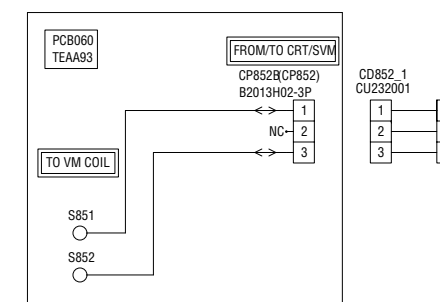 PCB060
TEAA93
FROM/TO CRT/SVM
CP852B(CP852)
B2013H02-3P
CD852_1
CU232001
1
NC
2
3
1
2
3
TO VM COIL
S851
S852